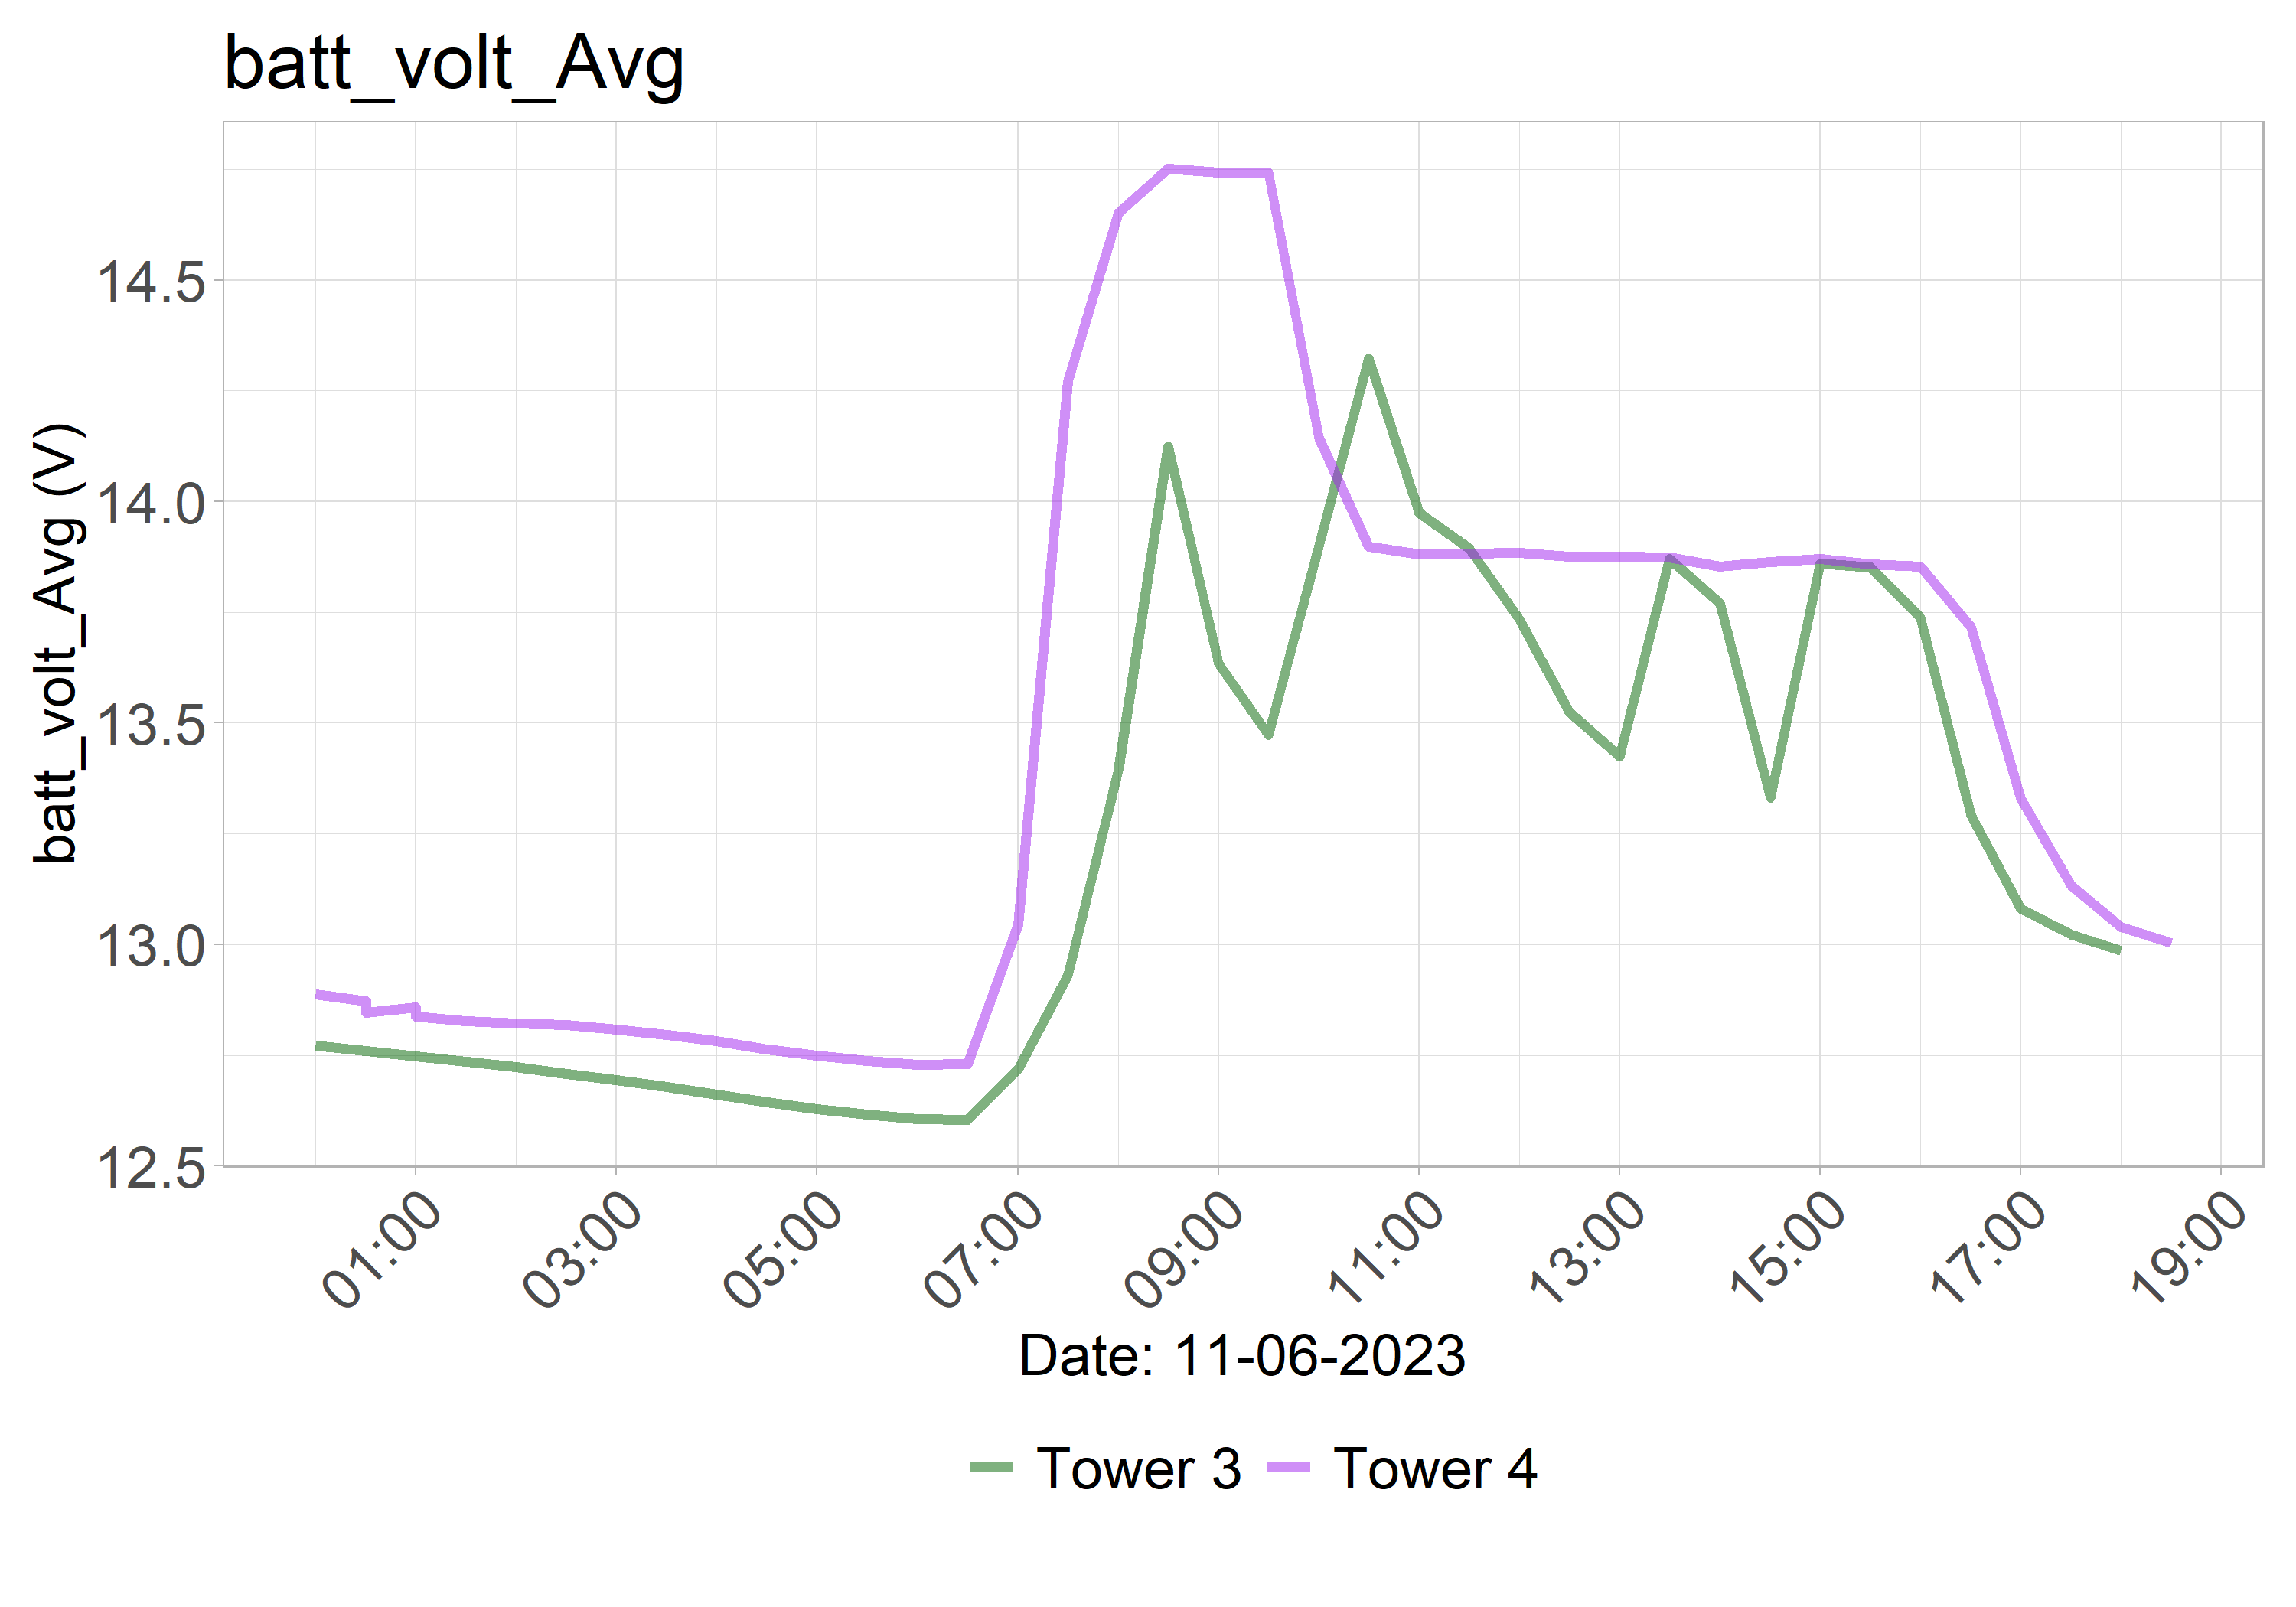 batt_volt_Avg
batt_volt_Avg (V)
14.5
14.0
13.5
13.0
12.5
01:00 03:00 05:00 07:00 09:00 11:00 13:00 15:00 17:00 19:00
Date: 11-06-2023
Tower 3 Tower 4